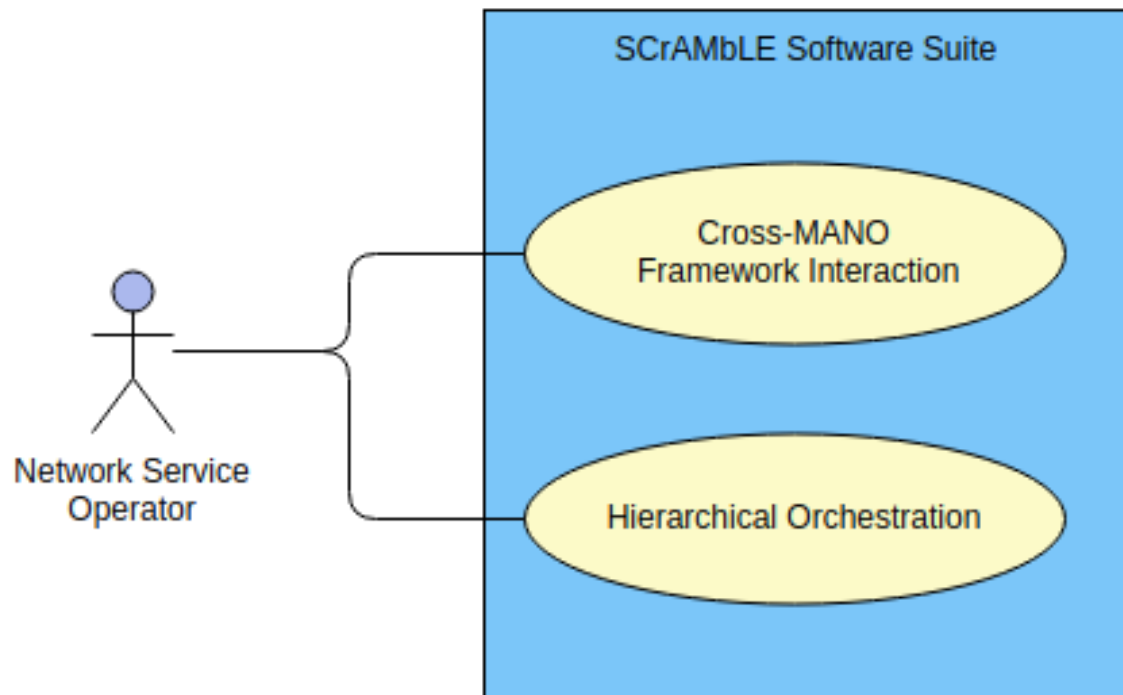 SCrAMbLE Software Suite
Cross-MANO
Framework Interaction
Network Service
Operator
Hierarchical Orchestration